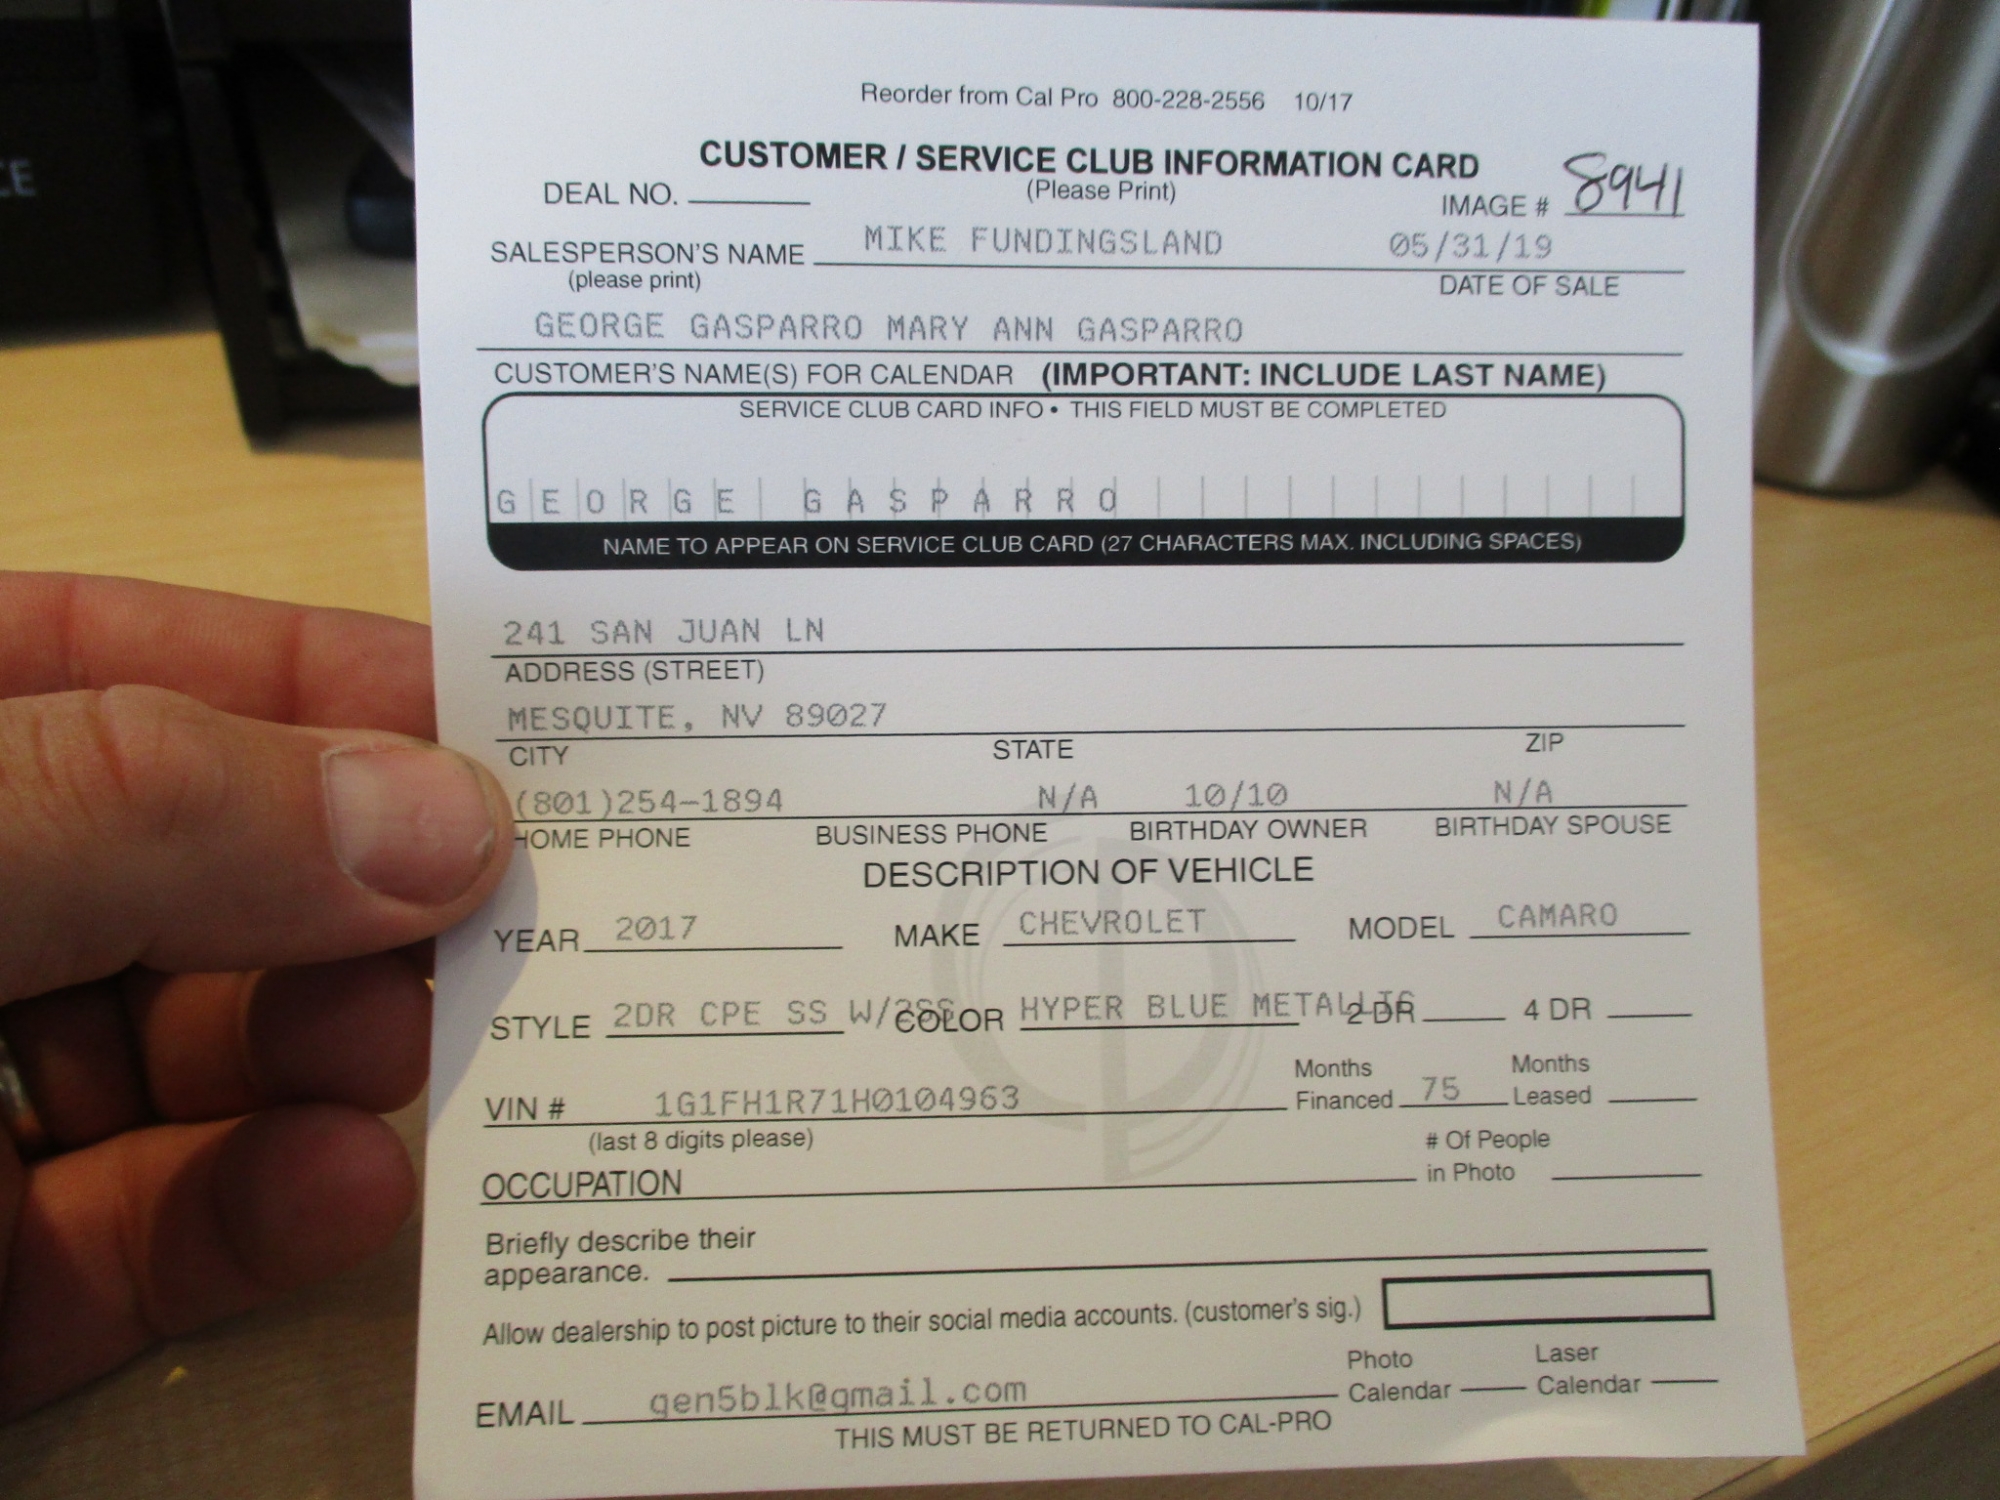 CE
Reorder from Cal Pro 800-228-2556 10/17
CUSTOMER / SERVICE CLUB INFORMATION CARD
DEAL NO. (Please Print) IMAGE # 8941
SALESPERSON'S NAME MIKE FUNDINGSLAND 05/31/19
(please print) DATE OF SALE
GEORGE GASPARRO MARY ANN GASPARRO
CUSTOMER'S NAME(S) FOR CALENDAR (IMPORTANT: INCLUDE LAST NAME)
SERVICE CLUB CARD INFO • THIS FIELD MUST BE COMPLETED
GEORGE GASPARRO
NAME TO APPEAR ON SERVICE CLUB CARD (27 CHARACTERS MAX. INCLUDING SPACES)
241 SAN JUAN LN
ADDRESS (STREET)
MESQUITE, NV 89027
CITY STATE ZIP
(801)254-1894 N/A 10/10 N/A
HOME PHONE BUSINESS PHONE BIRTHDAY OWNER BIRTHDAY SPOUSE
DESCRIPTION OF VEHICLE
YEAR 2017 MAKE CHEVROLET MODEL CAMARO
STYLE 2DR CPE SS W/2SS COLOR HYPER BLUE METALLIC 2 DR 4 DR
Months Months
VIN # 1G1FH1R71H0104963 Financed 75 Leased
(last 8 digits please) # Of People
OCCUPATION in Photo
Briefly describe their
appearance.
Allow dealership to post picture to their social media accounts. (customer's sig.)
Photo Laser
EMAIL gen5blk@gmail.com Calendar Calendar
THIS MUST BE RETURNED TO CAL-PRO